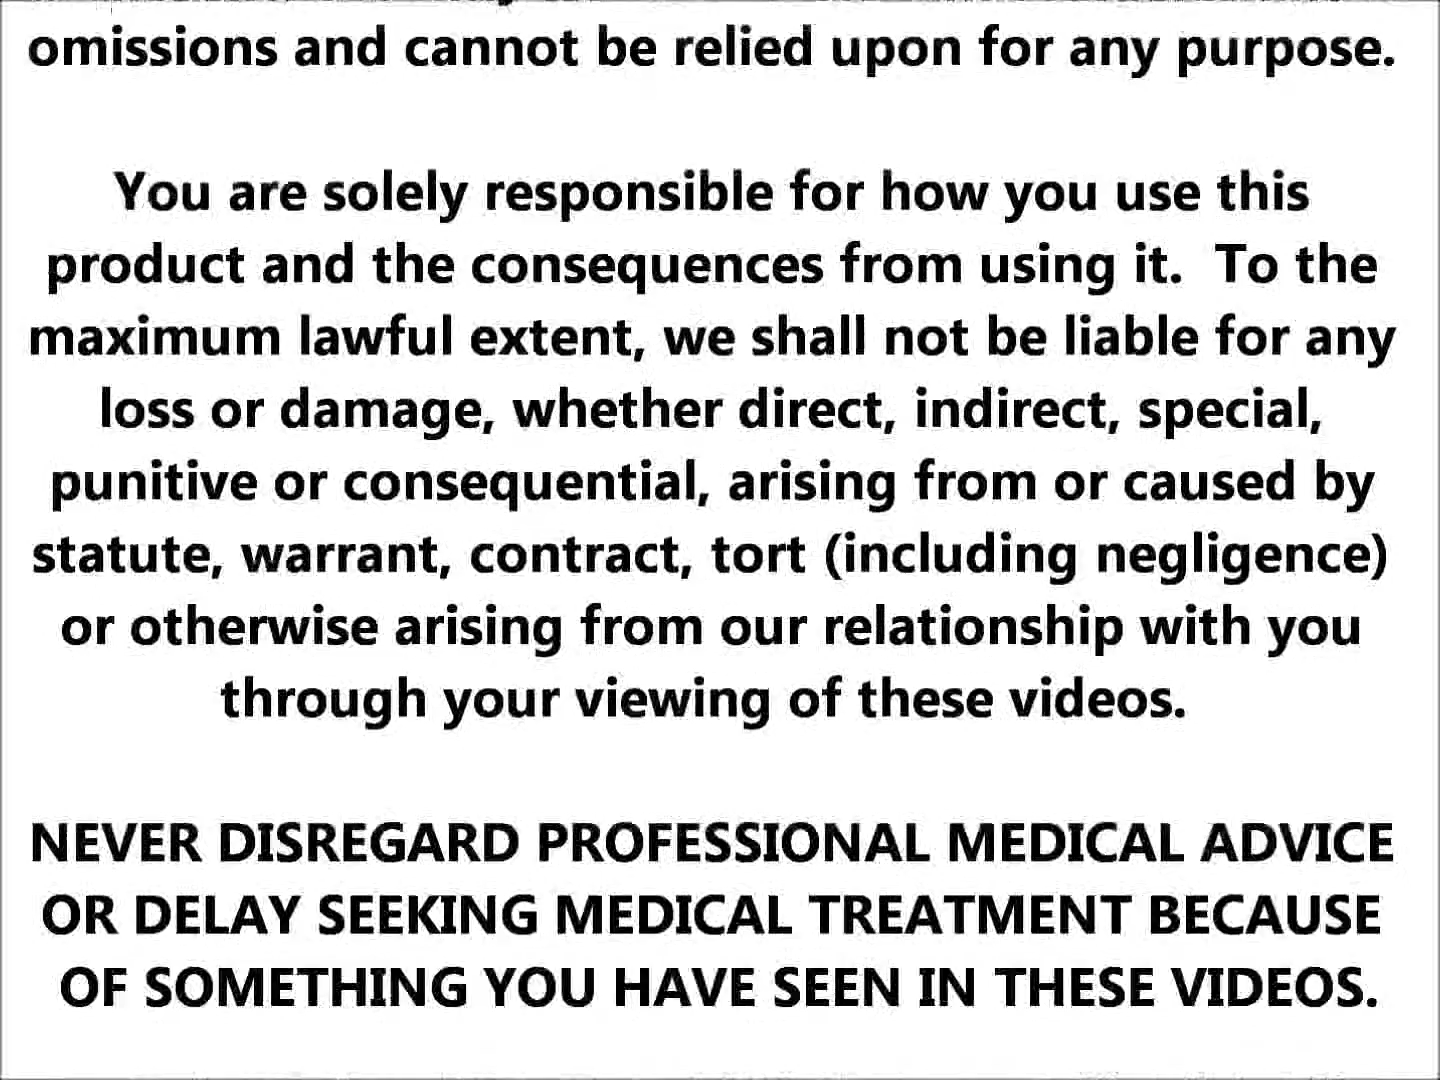 omissions and cannot be relied upon for any purpose.
You are solely responsible for how you use this
product and the consequences from using it.  To the
maximum lawful extent, we shall not be liable for any
loss or damage, whether direct, indirect, special,
punitive or consequential, arising from or caused by
statute, warrant, contract, tort (including negligence)
or otherwise arising from our relationship with you
through your viewing of these videos.
NEVER DISREGARD PROFESSIONAL MEDICAL ADVICE
OR DELAY SEEKING MEDICAL TREATMENT BECAUSE
OF SOMETHING YOU HAVE SEEN IN THESE VIDEOS.